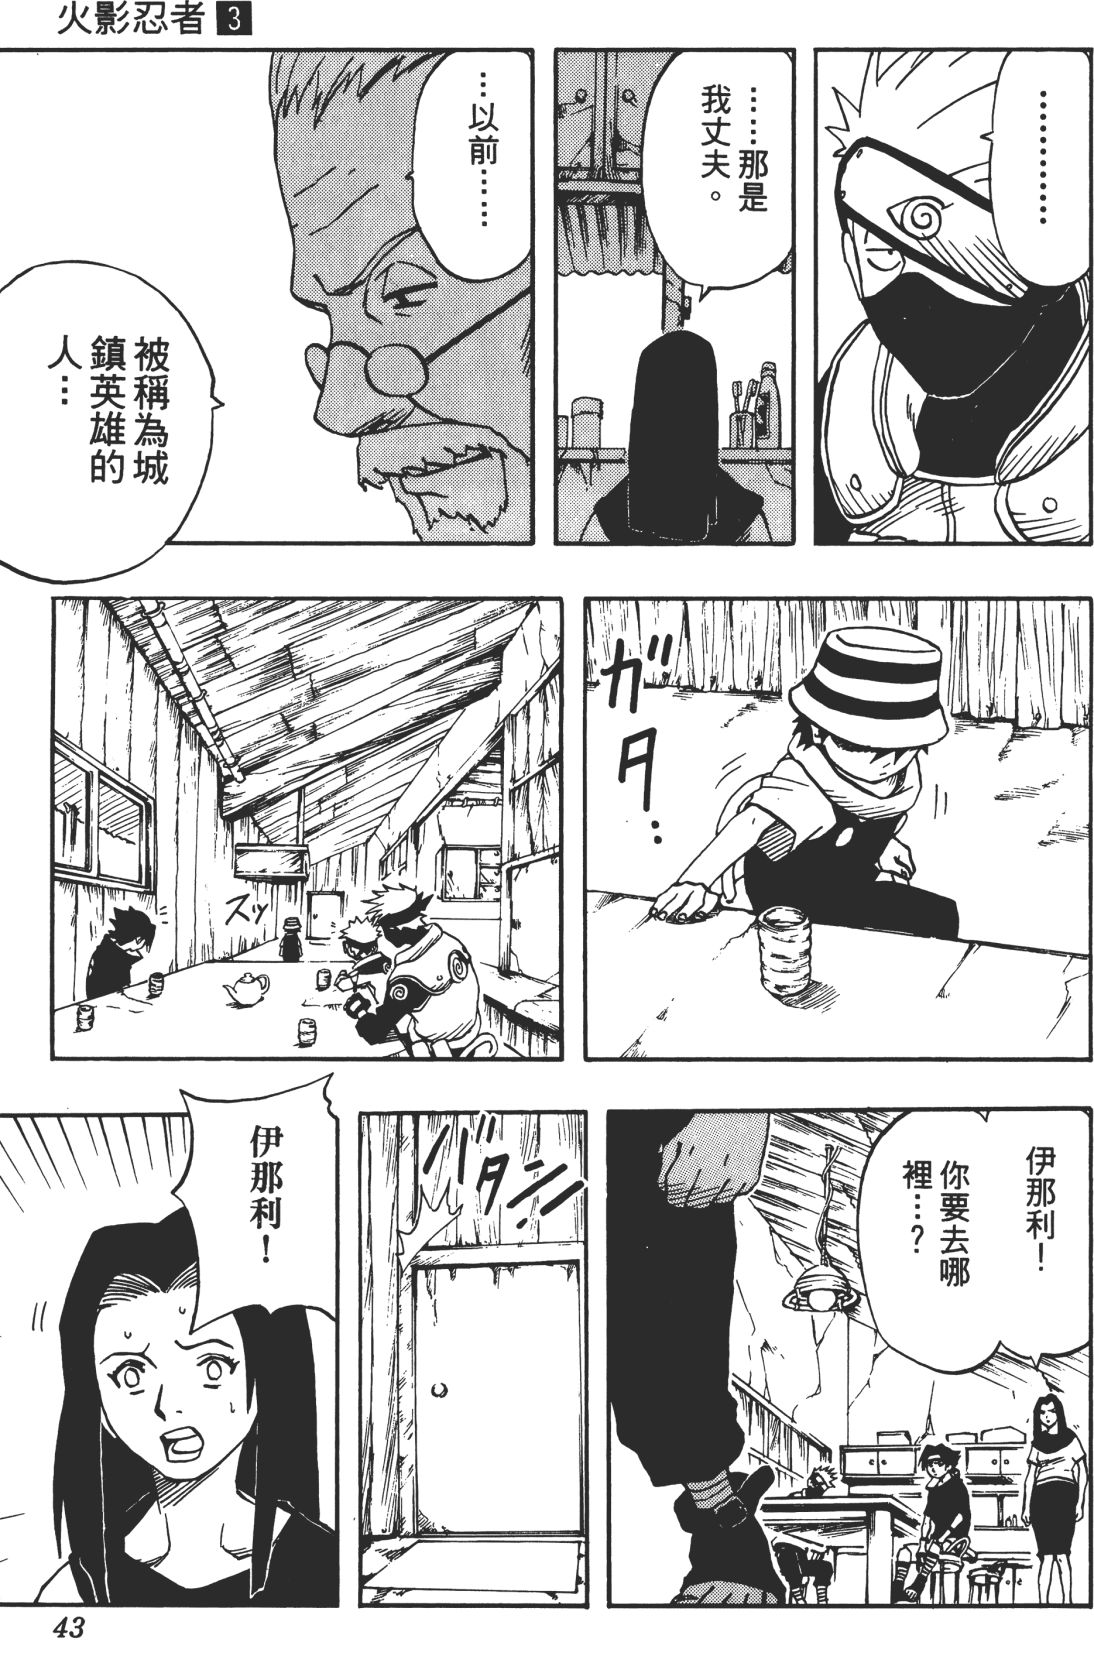 火影忍者 3
…………
……那是
我丈夫。
…以前……
被稱為城
鎮英雄的
人…
ガタ…
スッ
伊那利！
你要去哪
裡…？
バタン!!
伊那利！
43